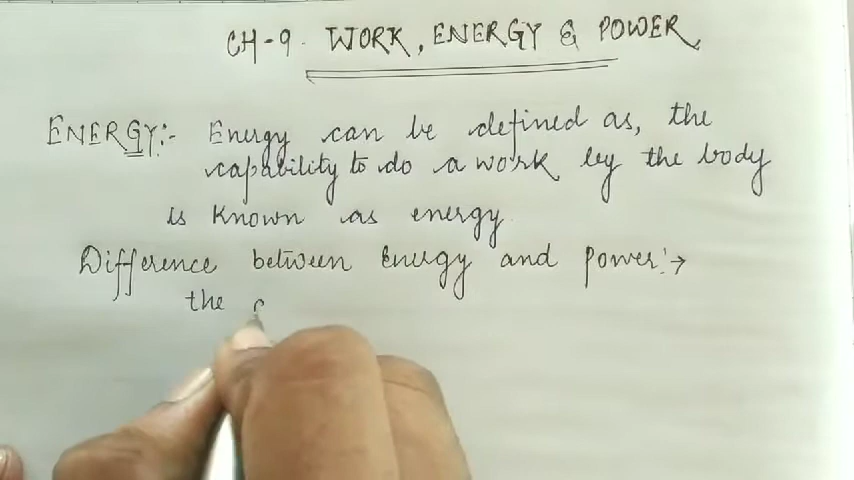 CH-9. WORK, ENERGY & POWER
ENERGY:- Energy can be defined as, the
capability to do a work by the body
is known as energy
Difference between Energy and power:→
the